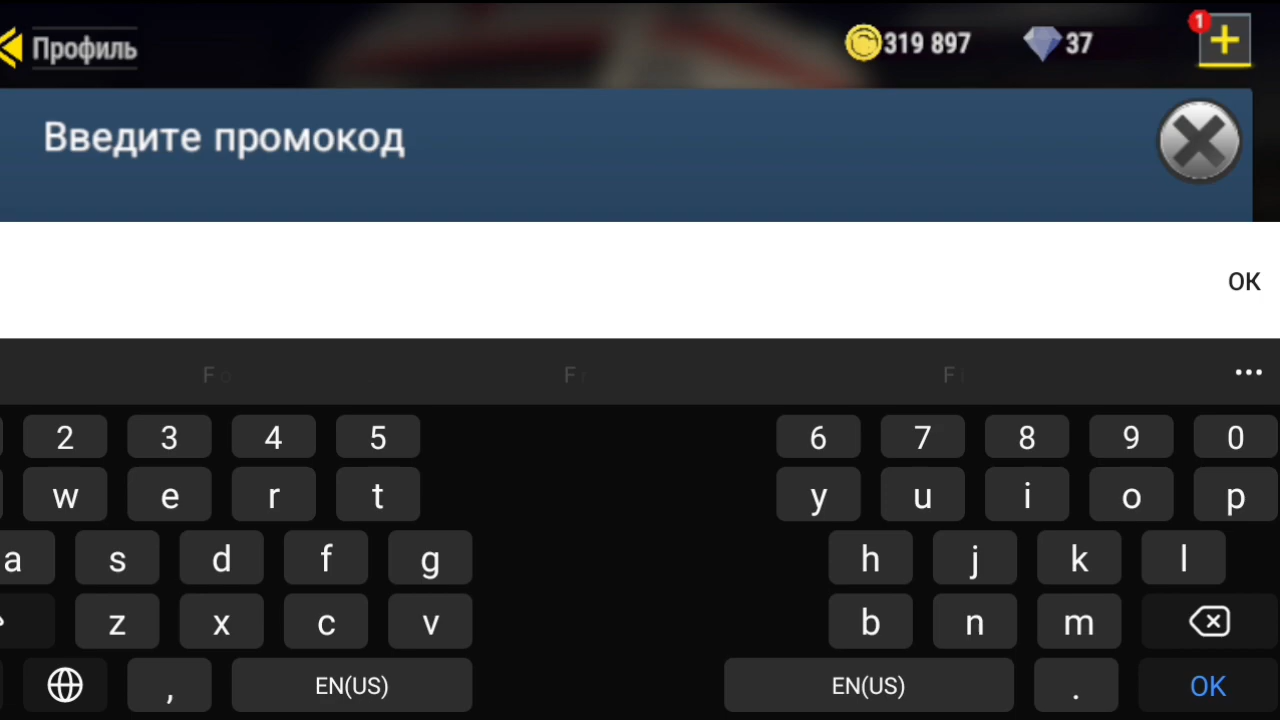 Профиль
319 897
37
1
Введите промокод
ОК
2 3 4 5 6 7 8 9 0
w e r t y u i o p
a s d f g h j k l
z x c v b n m
, EN(US) EN(US) . OK